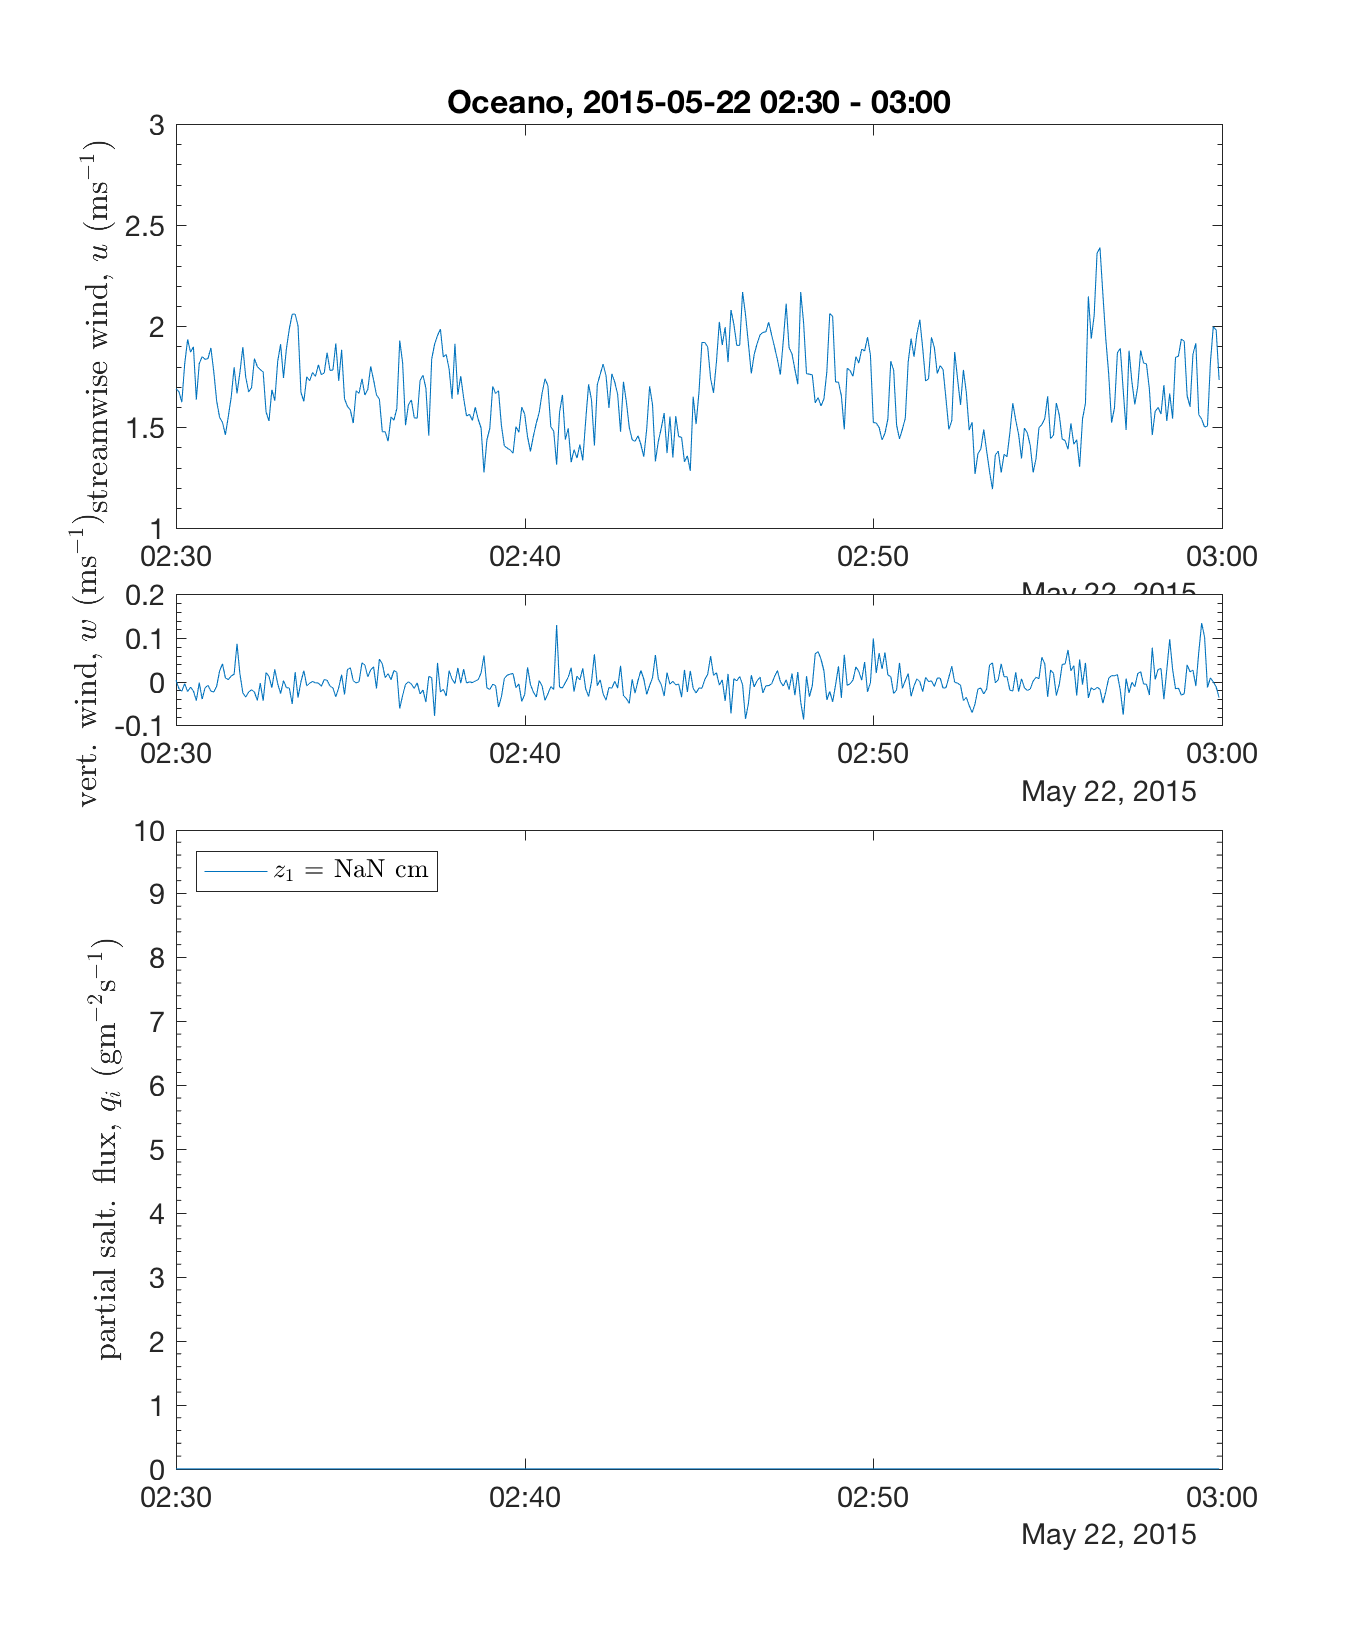 Oceano, 2015-05-22 02:30 - 03:00
streamwise wind, u (ms⁻¹)
3
2.5
2
1.5
1
02:30 02:40 02:50 03:00
May 22, 2015
vert. wind, w (ms⁻¹)
0.2
0.1
0
-0.1
02:30 02:40 02:50 03:00
May 22, 2015
partial salt. flux, qᵢ (gm⁻²s⁻¹)
10
9
8
7
6
5
4
3
2
1
0
z₁ = NaN cm
02:30 02:40 02:50 03:00
May 22, 2015